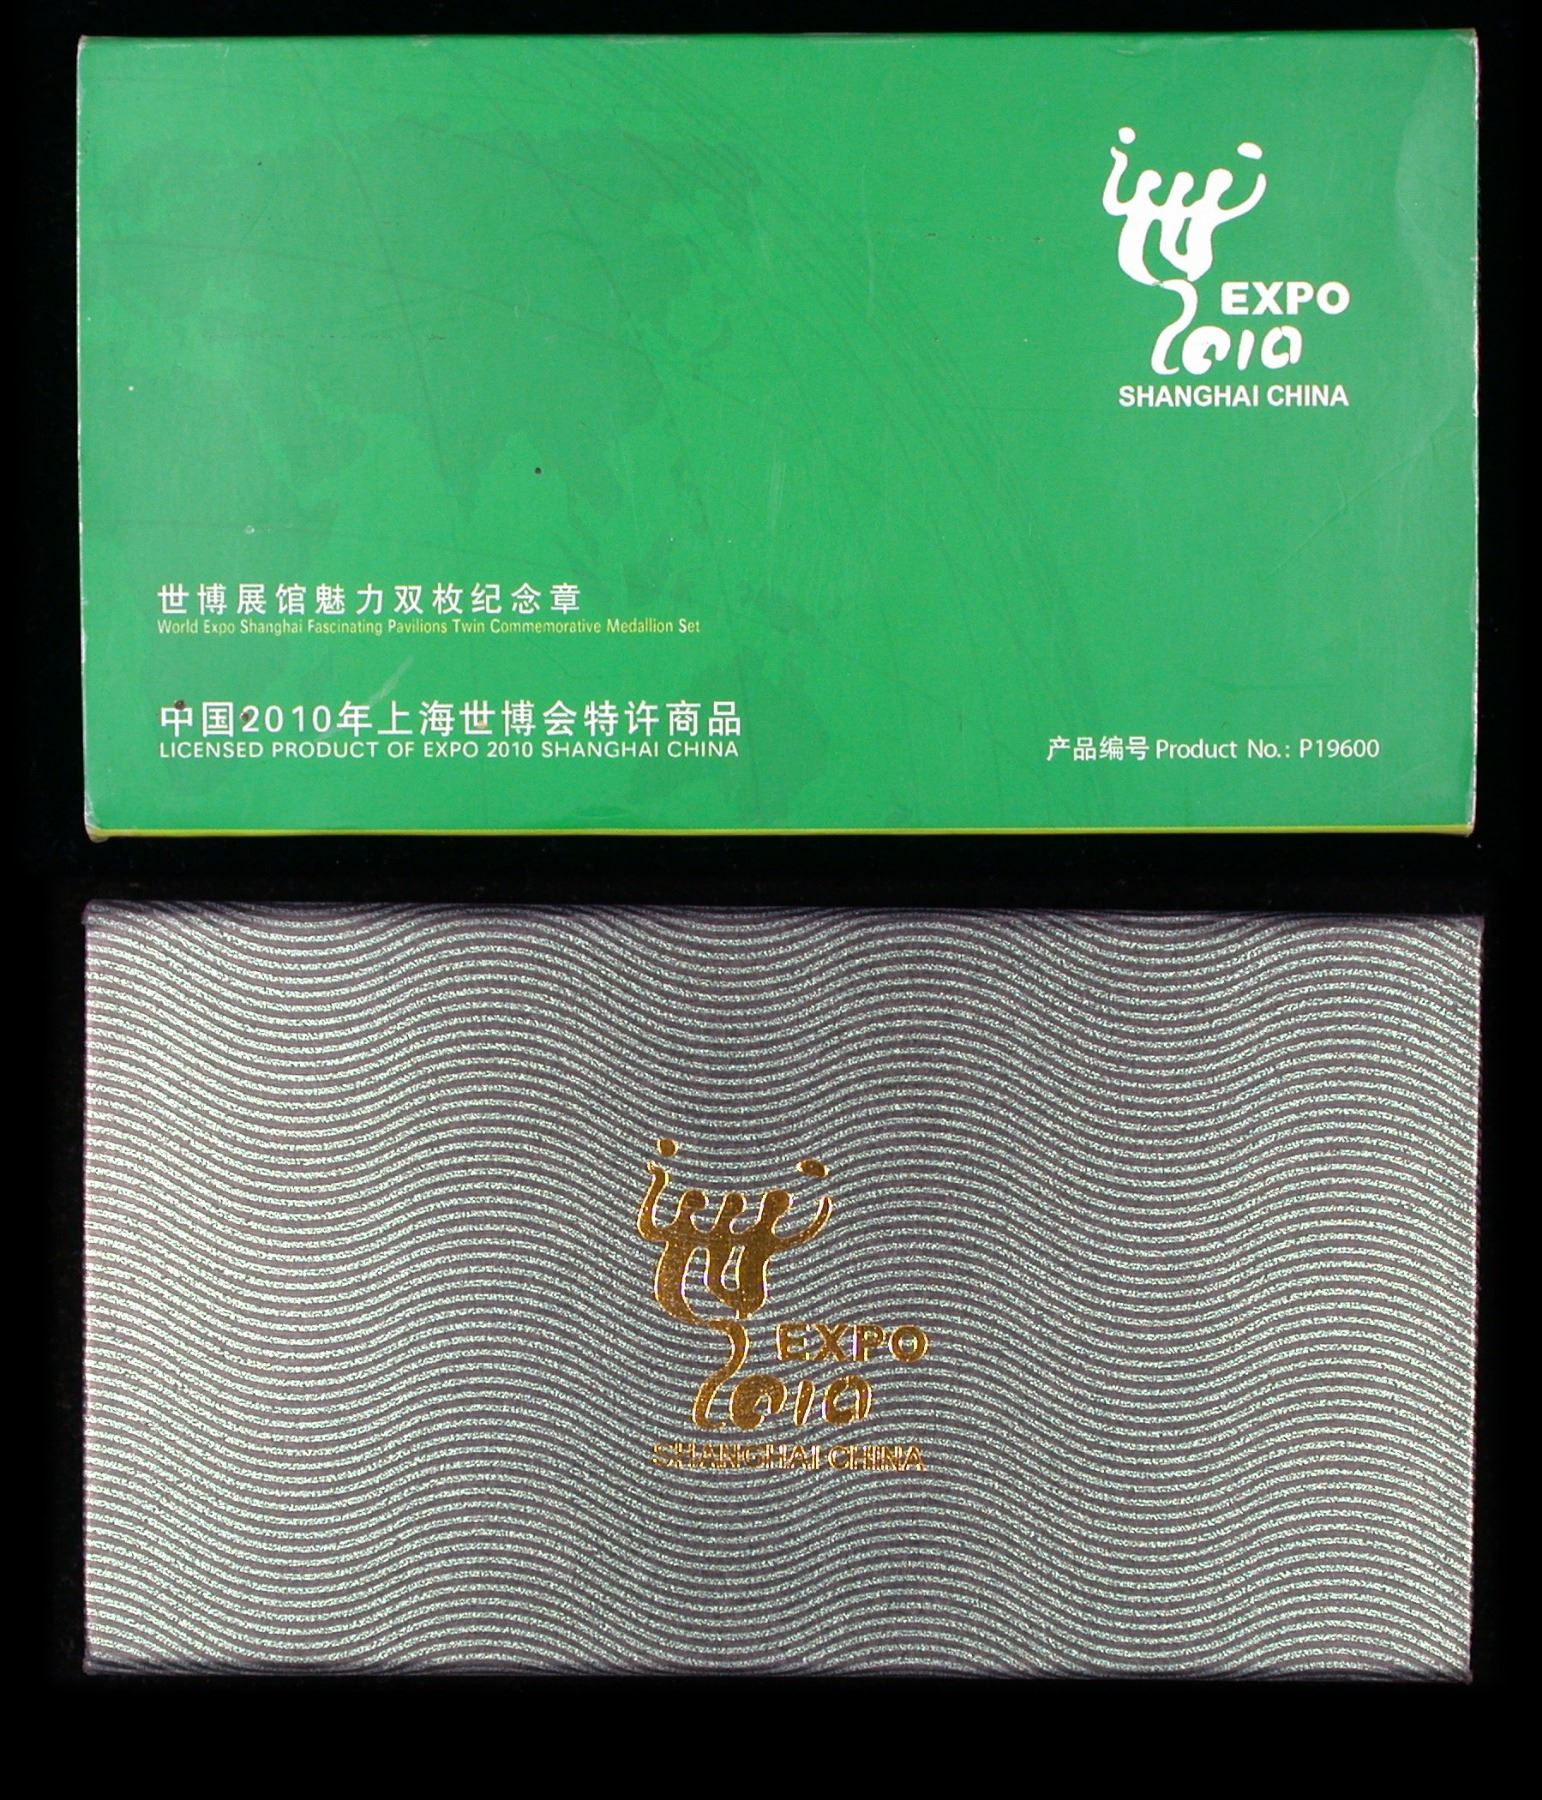 EXPO
2010
SHANGHAI CHINA
世博展馆魅力双枚纪念章
World Expo Shanghai Fascinating Pavilions Twin Commemorative Medallion Set
中国2010年上海世博会特许商品
LICENSED PRODUCT OF EXPO 2010 SHANGHAI CHINA
产品编号 Product No.: P19600
EXPO
2010
SHANGHAI CHINA